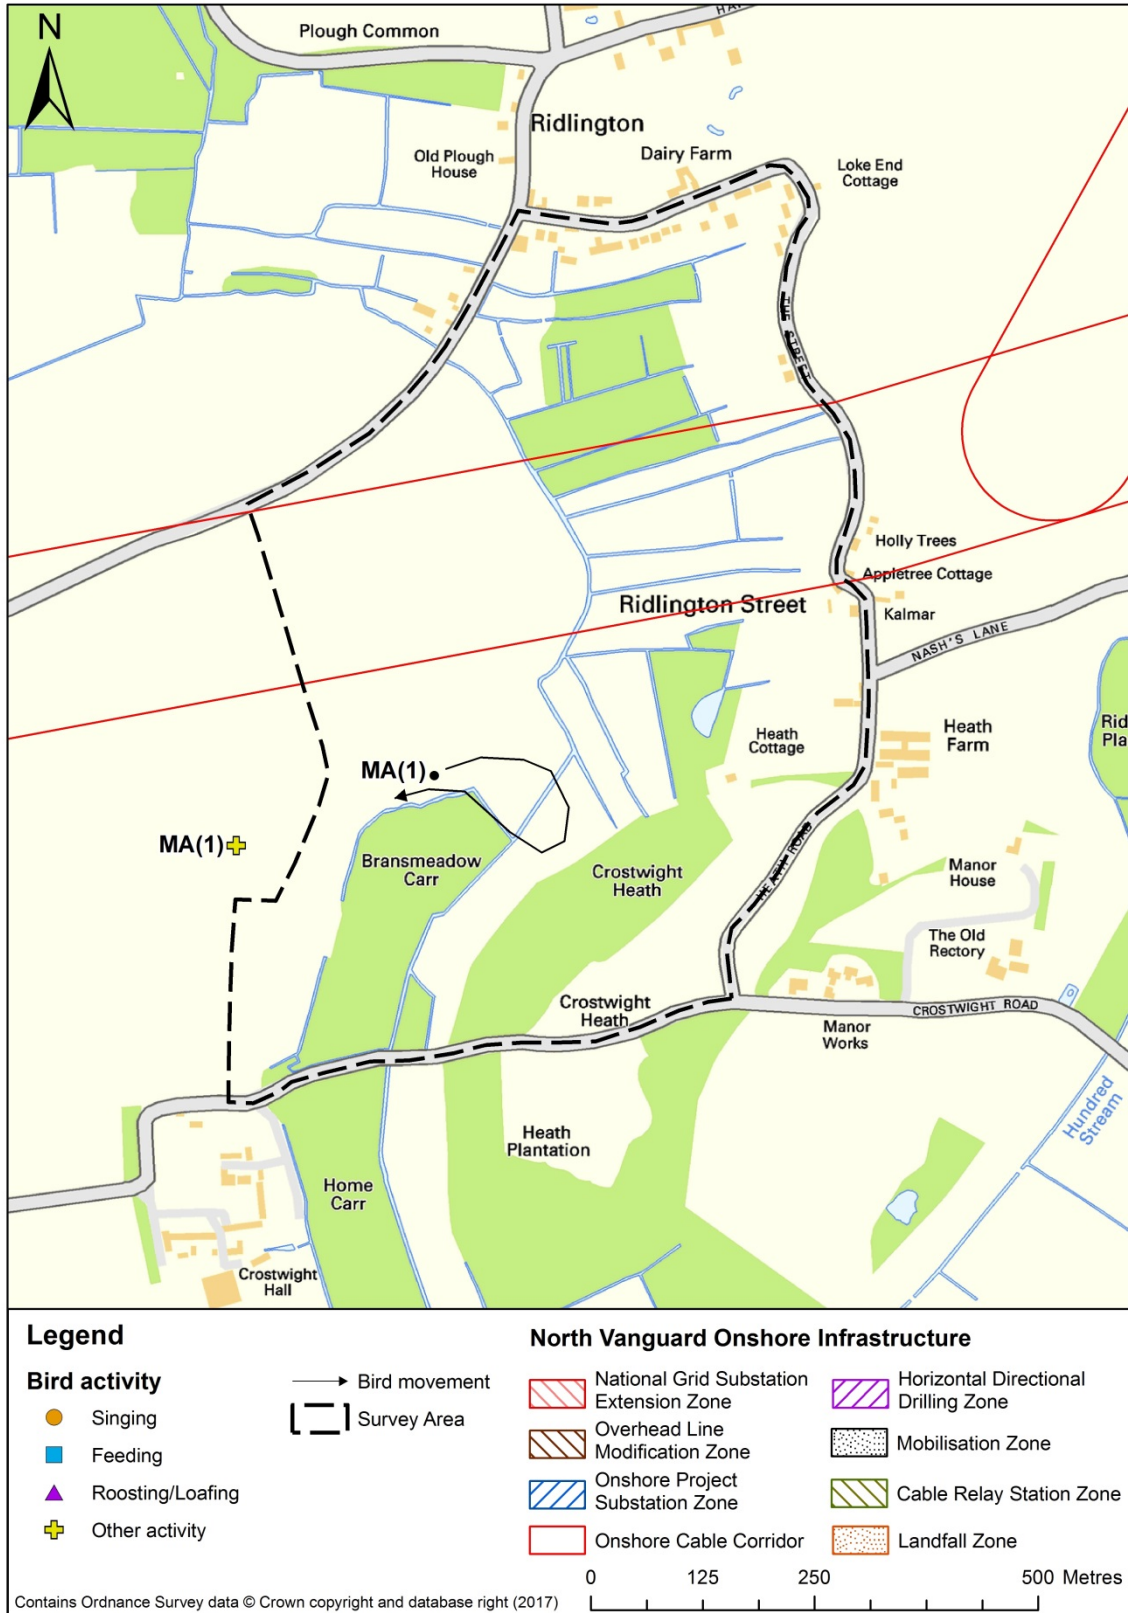 N
Plough Common
HA
Ridlington
Old Plough
House
Dairy Farm
Loke End
Cottage
THE STREET
Holly Trees
Appletree Cottage
Ridlington Street
Kalmar
NASH'S LANE
Heath
Cottage
Heath
Farm
Rid
Pla
MA(1)
MA(1)
Bransmeadow
Carr
Crostwight
Heath
HEATH ROAD
Manor
House
The Old
Rectory
Crostwight
Heath
CROSTWIGHT ROAD
Manor
Works
Hundred
Stream
Heath
Plantation
Home
Carr
Crostwight
Hall
Legend
Bird activity
Singing
Feeding
Roosting/Loafing
Other activity
Bird movement
Survey Area
North Vanguard Onshore Infrastructure
National Grid Substation
Extension Zone
Overhead Line
Modification Zone
Onshore Project
Substation Zone
Onshore Cable Corridor
Horizontal Directional
Drilling Zone
Mobilisation Zone
Cable Relay Station Zone
Landfall Zone
0 125 250 500 Metres
Contains Ordnance Survey data © Crown copyright and database right (2017)